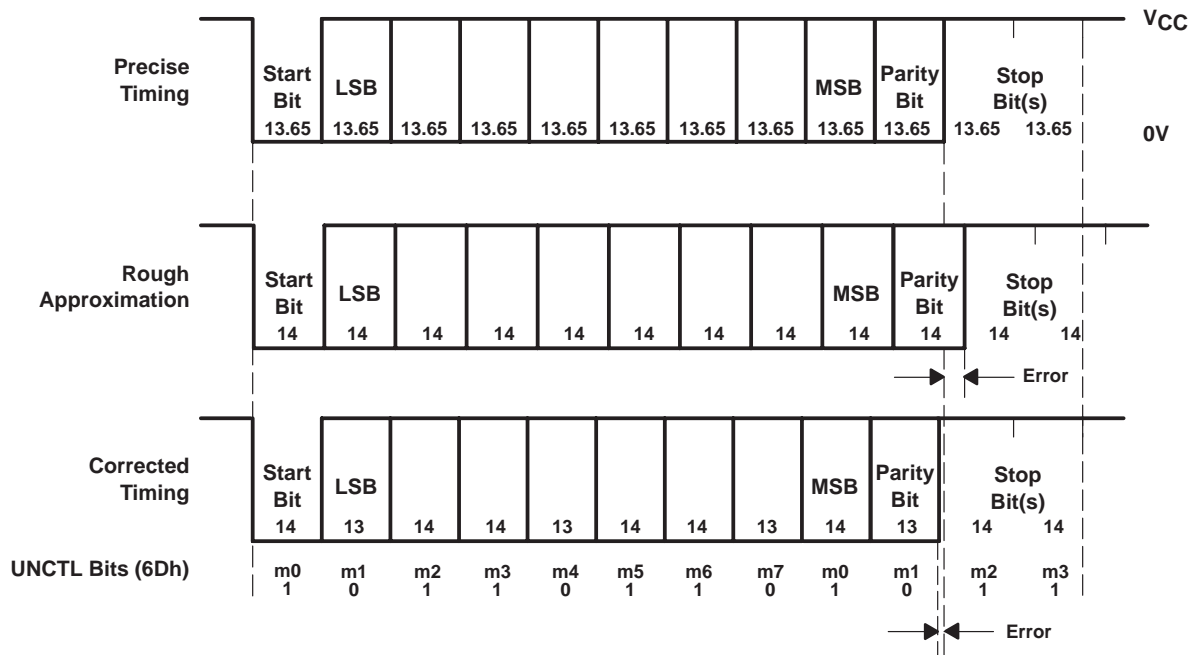 VCC
Precise
Timing
Start
Bit
LSB
MSB
Parity
Bit
Stop
Bit(s)
13.65 13.65 13.65 13.65 13.65 13.65 13.65 13.65 13.65 13.65 13.65 13.65
0V
Rough
Approximation
Start
Bit
LSB
MSB
Parity
Bit
Stop
Bit(s)
14 14 14 14 14 14 14 14 14 14 14 14
Error
Corrected
Timing
Start
Bit
LSB
MSB
Parity
Bit
Stop
Bit(s)
14 13 14 14 13 14 14 13 14 13 14 14
UNCTL Bits (6Dh) m0 m1 m2 m3 m4 m5 m6 m7 m0 m1 m2 m3
1 0 1 1 0 1 1 0 1 0 1 1
Error